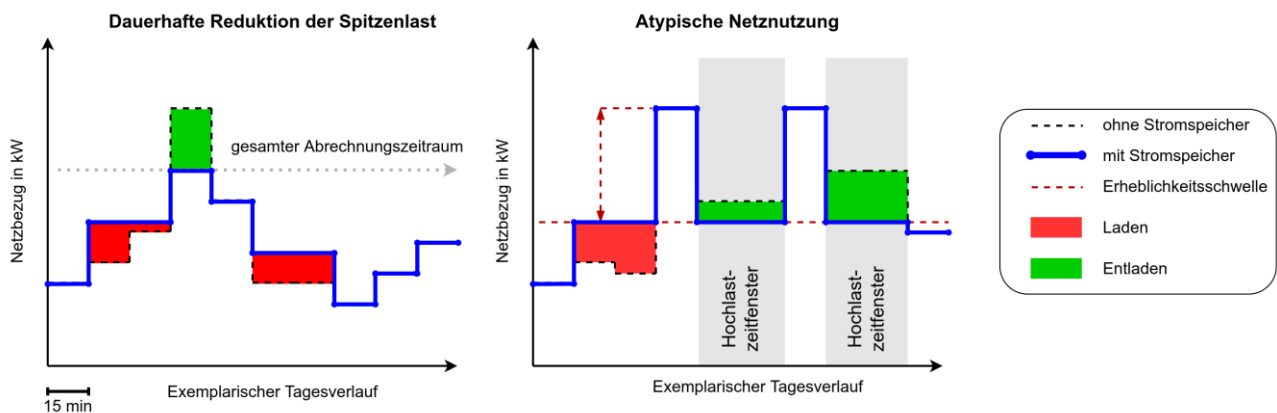 Dauerhafte Reduktion der Spitzenlast
Netzbezug in kW
gesamter Abrechnungszeitraum
15 min
Exemplarischer Tagesverlauf
Atypische Netznutzung
Netzbezug in kW
Hochlast-
zeitfenster
Hochlast-
zeitfenster
Exemplarischer Tagesverlauf
ohne Stromspeicher
mit Stromspeicher
Erheblichkeitsschwelle
Laden
Entladen